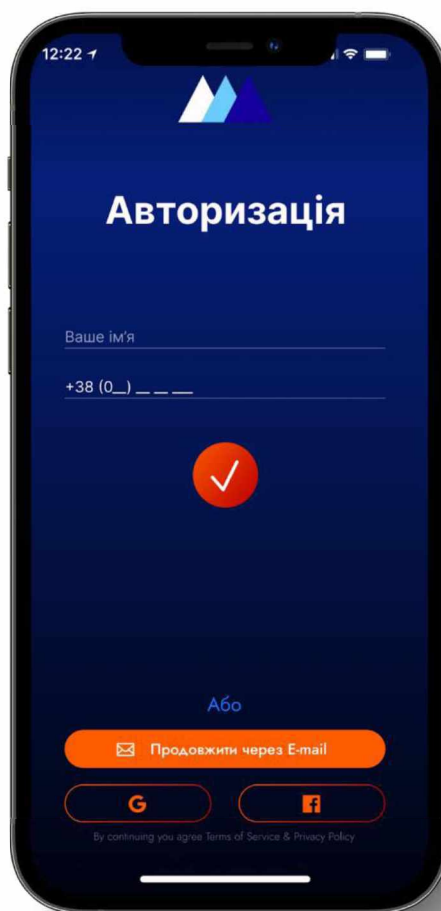 12:22
Авторизація
Ваше ім'я
+38 (0__) __ __ ___
Або
Продовжити через E-mail
G f
By continuing you agree Terms of Service & Privacy Policy